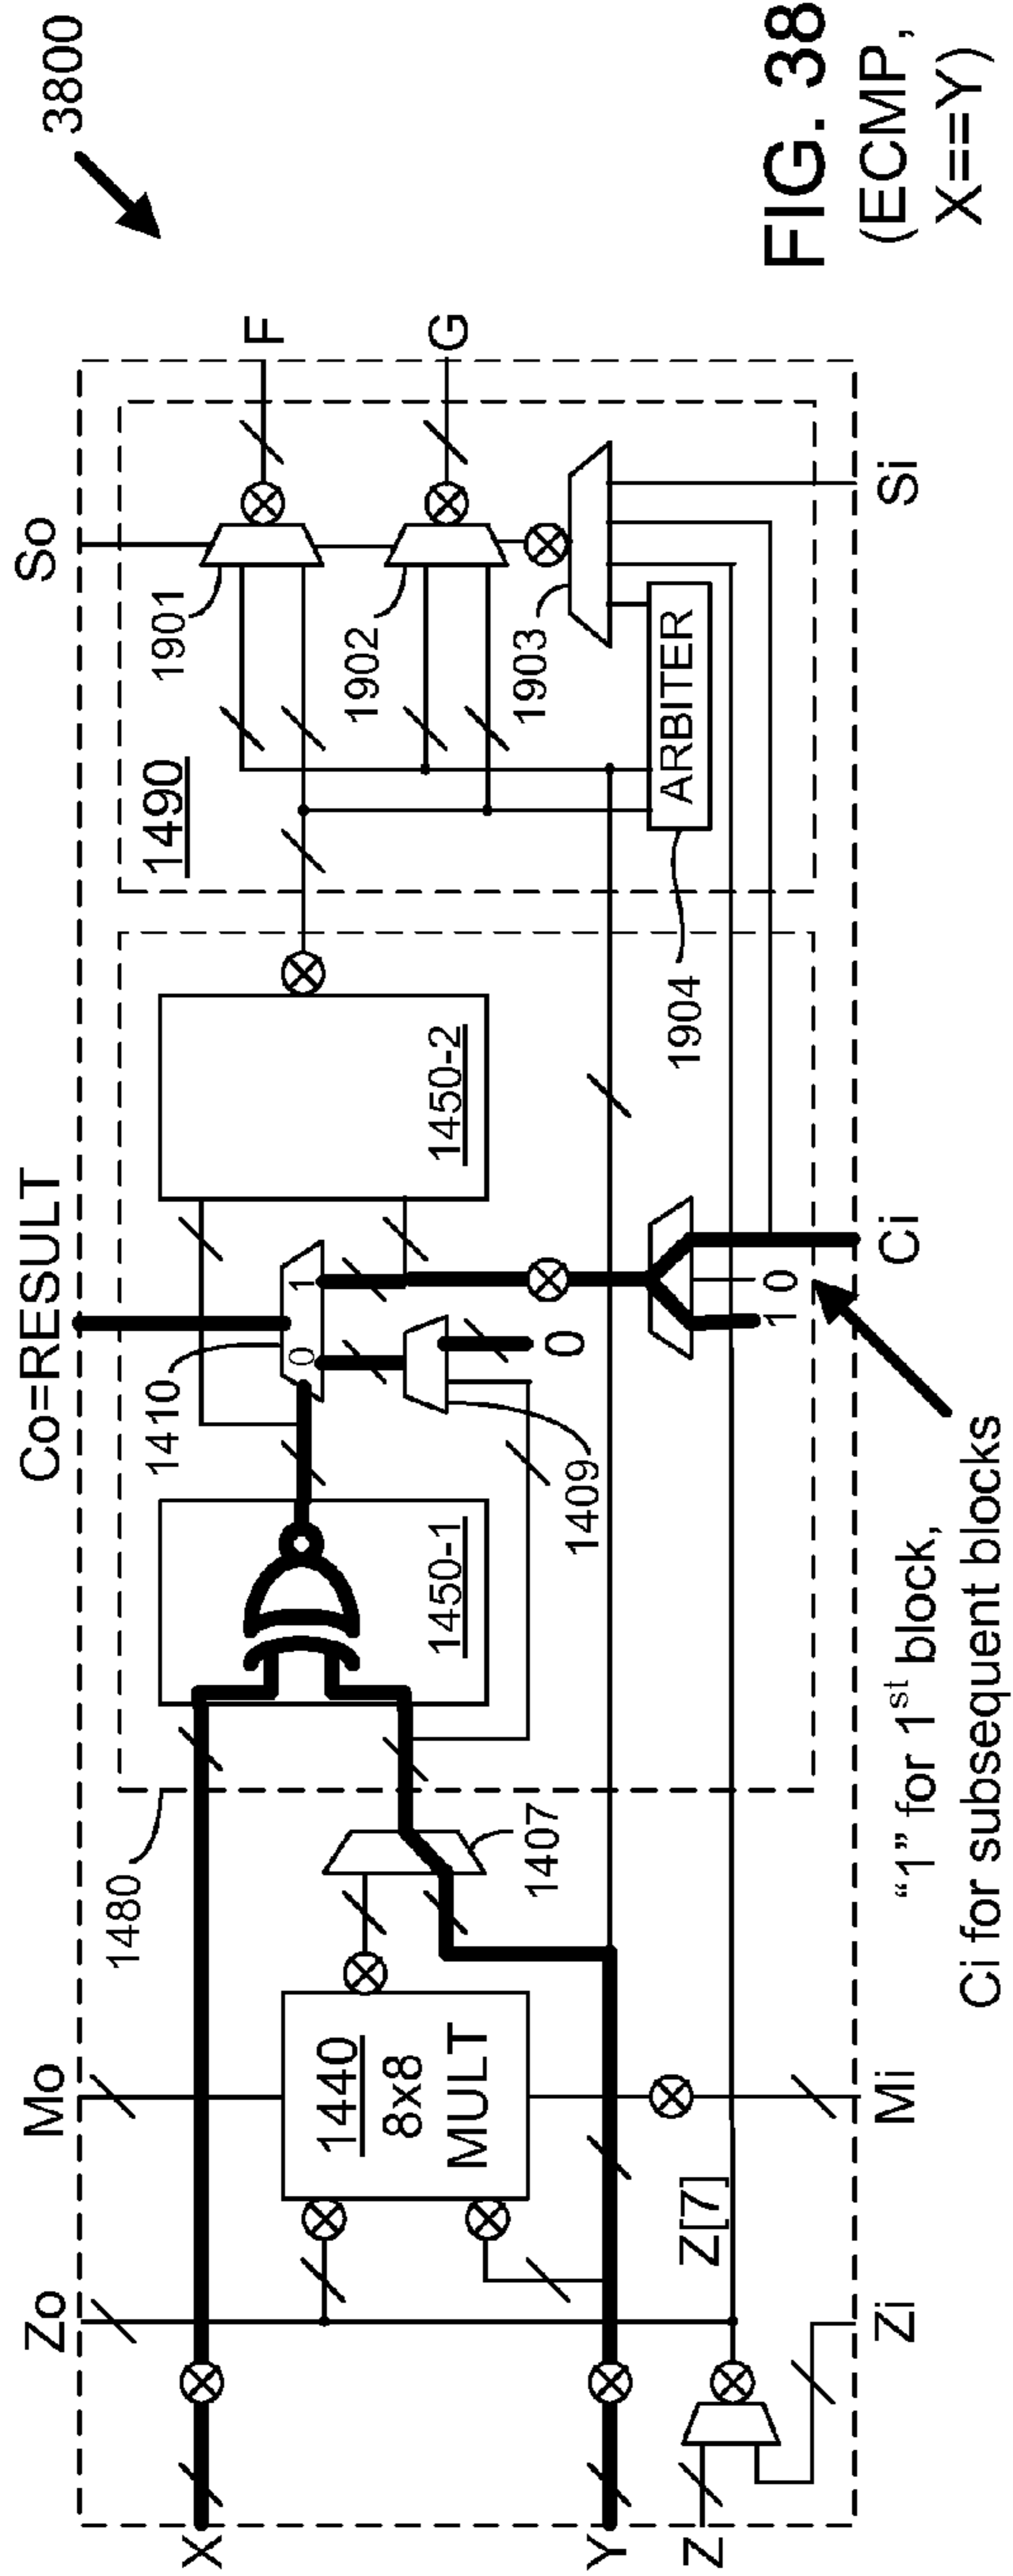 3800
So
Co=RESULT
Mo
Zo
F
G
1901
1902
1903
1490
ARBITER
1904
1450-2
1410
0
1
0
1409
1450-1
1480
1407
1440
8x8
MULT
Z[7]
X
Y
Z
1
0
Si
Ci
Mi
Zi
"1" for 1st block,
Ci for subsequent blocks
FIG. 38
(ECMP,
X==Y)